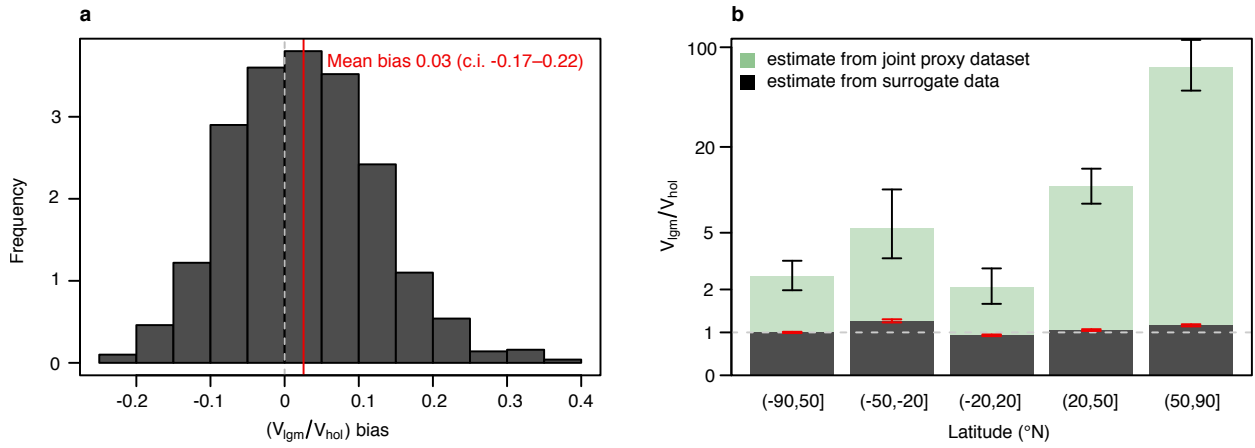 a
Mean bias 0.03 (c.i. -0.17–0.22)
Frequency
3
2
1
0
-0.2 -0.1 0 0.1 0.2 0.3 0.4
(Vlgm/Vhol) bias
b
estimate from joint proxy dataset
estimate from surrogate data
Vlgm/Vhol
100
20
5
2
1
0
(-90,50] (-50,-20] (-20,20] (20,50] (50,90]
Latitude (°N)